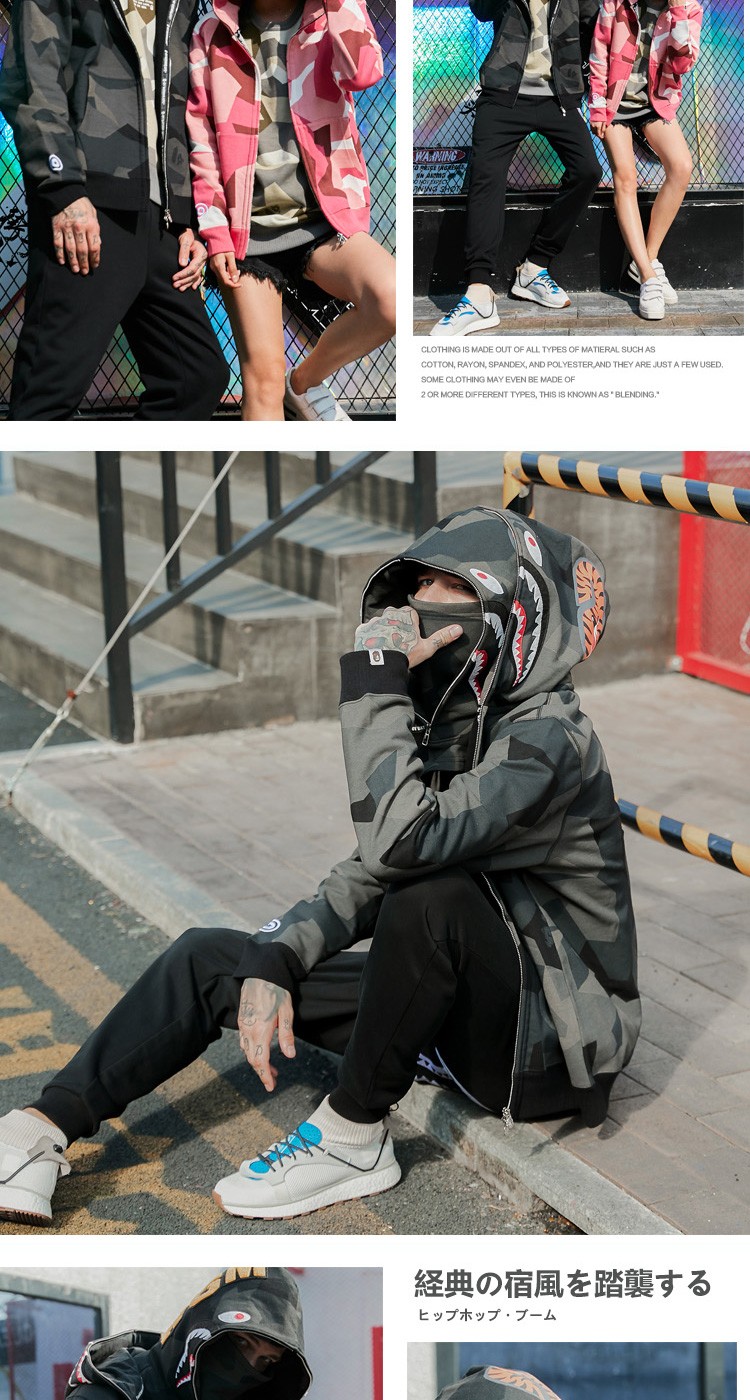 WARNING
CLOTHING IS MADE OUT OF ALL TYPES OF MATIERAL SUCH AS
COTTON, RAYON, SPANDEX, AND POLYESTER,AND THEY ARE JUST A FEW USED.
SOME CLOTHING MAY EVEN BE MADE OF
2 OR MORE DIFFERENT TYPES, THIS IS KNOWN AS " BLENDING."
経典の宿風を踏襲する
ヒップホップ・ブーム